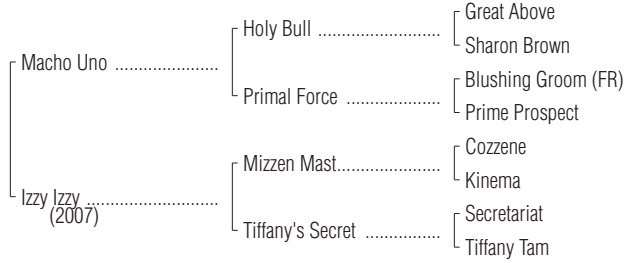 Great Above
Holy Bull ..........................
Sharon Brown
Macho Uno ......................
Blushing Groom (FR)
Primal Force ....................
Prime Prospect
Cozzene
Mizzen Mast......................
Kinema
Izzy Izzy ............................
(2007)
Secretariat
Tiffany's Secret ................
Tiffany Tam